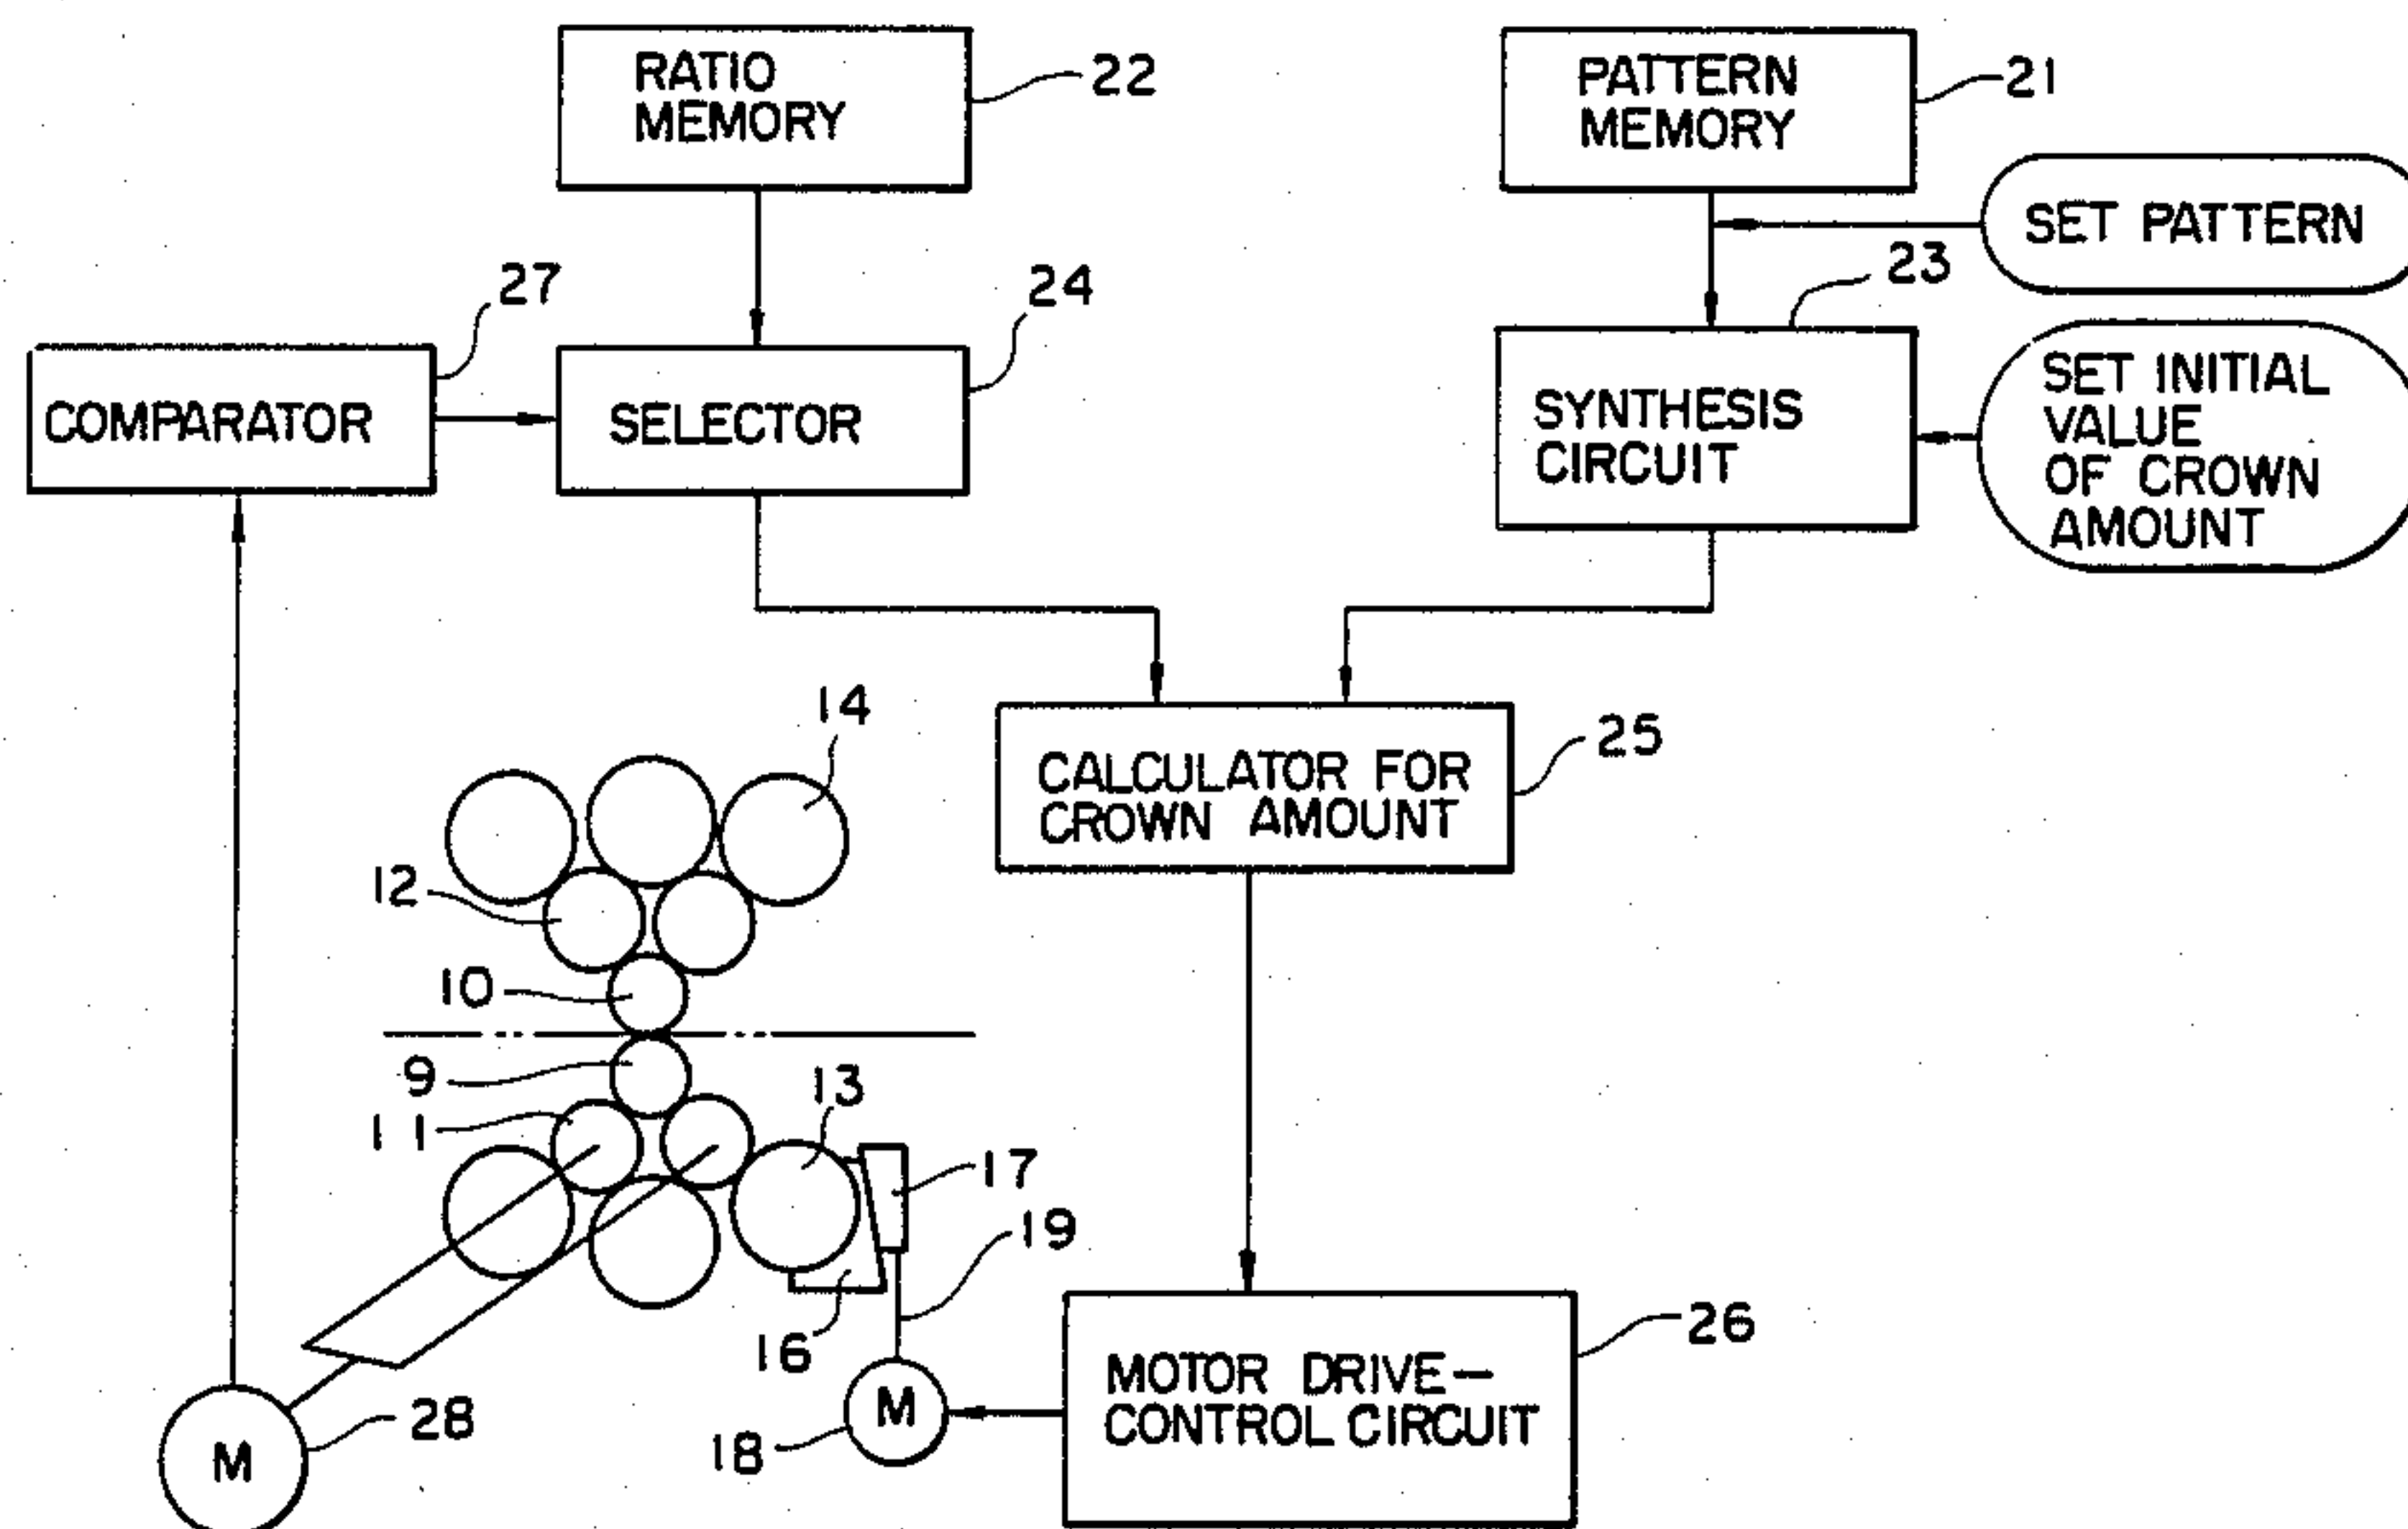 RATIO
MEMORY
22
PATTERN
MEMORY
21
SET PATTERN
23
27
24
COMPARATOR
SELECTOR
SYNTHESIS
CIRCUIT
SET INITIAL
VALUE
OF CROWN
AMOUNT
14
CALCULATOR FOR
CROWN AMOUNT
25
12
10
9
13
11
17
19
16
26
MOTOR DRIVE-
CONTROL CIRCUIT
M
18
28
M